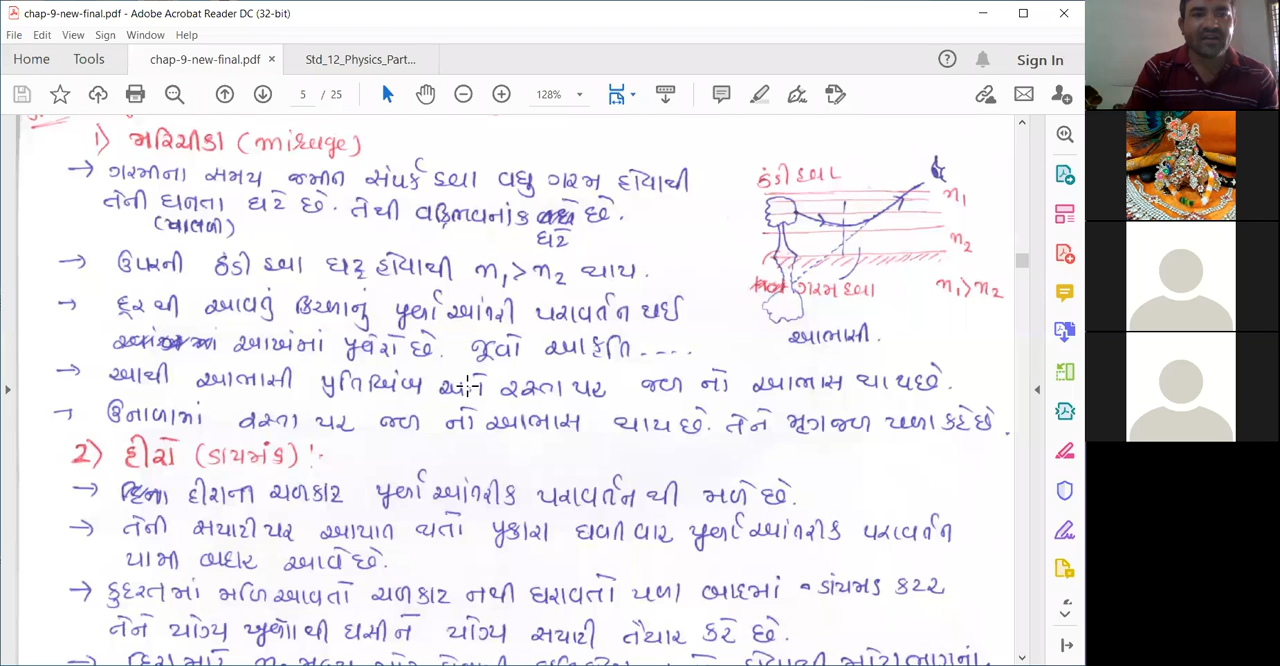 chap-9-new-final.pdf - Adobe Acrobat Reader DC (32-bit)
File Edit View Sign Window Help
Home Tools chap-9-new-final.pdf × Std_12_Physics_Part... Sign In
5 / 25 128%
1) મરિચીકા (mirage)
→ ગરમીના સમય જમીન સંપર્ક હવા વધુ ગરમ હોવાથી
તેની ઘનતા ઘટે છે. તેથી વક્રિભવનાંક ઘટે છે.
(પાતળી)
→ ઉપરની ઠંડી હવા ઘટ્ટ હોવાથી n₁ > n₂ થાય.
→ દૂરથી આવતું કિરણનું પૂર્ણ આંતરી પરાવર્તન થઈ
આખંમાં પ્રવેશે છે. જૂવો આકૃતિ ....
→ આથી આભાસી પ્રતિબિંબ અને રસ્તા પર જળ નો આભાસ થાય છે.
→ ઉનાળામાં રસ્તા પર જળ નો આભાસ થાય છે. તેને મૃગજળ પણ કહે છે.
ઠંડી હવા
n₁
n₂
ગરમ હવા
n₁ > n₂
આભાસી.
2) હીરો (ડાયમંડ) :-
→ હીરાના ચળકાટ પૂર્ણ આંતરીક પરાવર્તન થી મળે છે.
→ તેની સપાટી પર આપાત થતો પ્રકાશ ઘણીવાર પૂર્ણ આંતરીક પરાવર્તન
પામી બહાર આવે છે.
→ કુદરતમાં મળિ આવતો ચળકાટ નથી ધરાવતો પણ બાદમાં ડાંયમડ કટર
તેને યોગ્ય ખૂણેથી ઘસીને યોગ્ય સપાટી તૈયાર કરે છે.